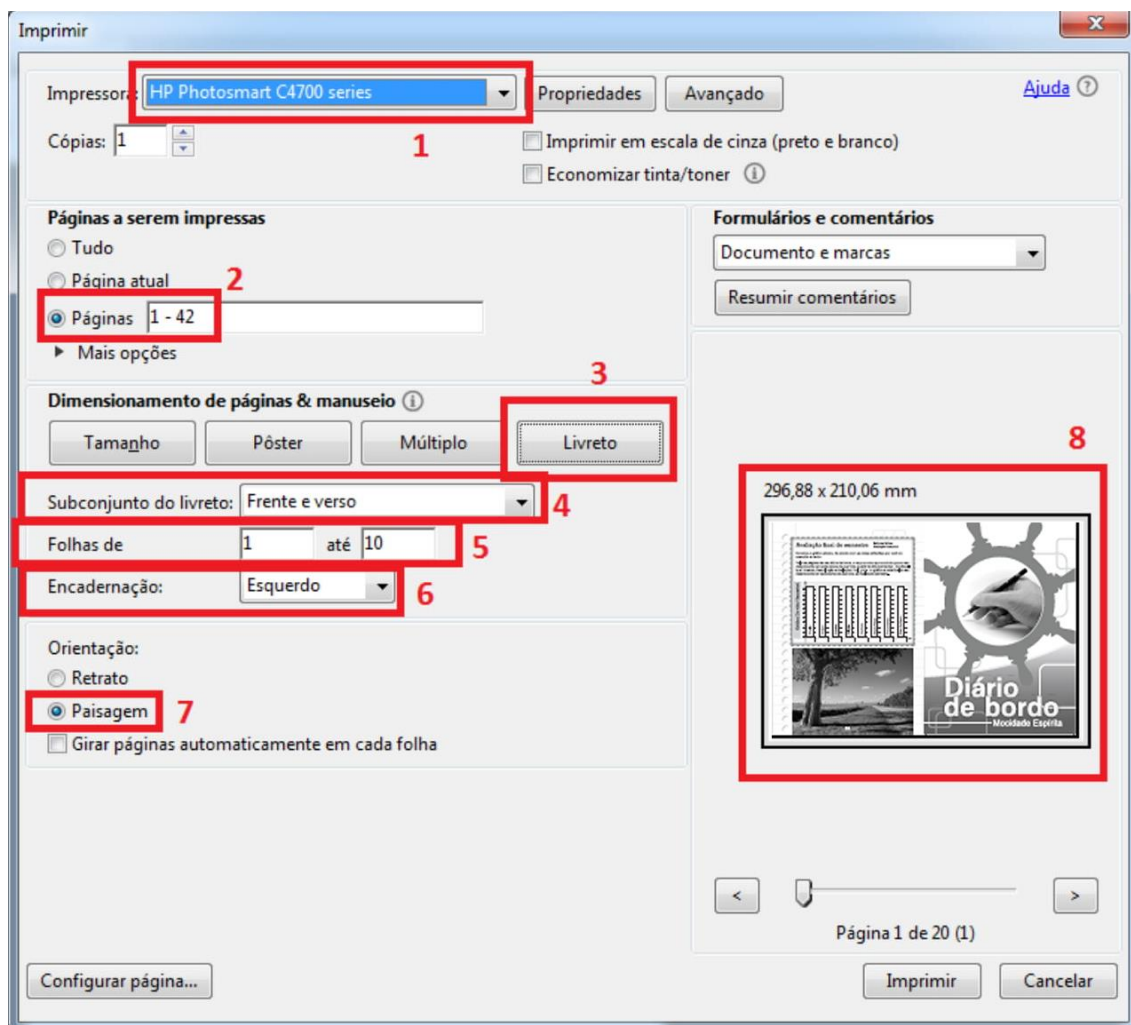 Imprimir
Impressora: HP Photosmart C4700 series Propriedades Avançado Ajuda
Cópias: 1 1 Imprimir em escala de cinza (preto e branco)
Economizar tinta/toner
Páginas a serem impressas
Tudo
Página atual 2
Páginas 1 - 42
Mais opções
Formulários e comentários
Documento e marcas
Resumir comentários
3
Dimensionamento de páginas & manuseio
Tamanho Pôster Múltiplo Livreto
Subconjunto do livreto: Frente e verso 4
Folhas de 1 até 10 5
Encadernação: Esquerdo 6
Orientação:
Retrato
Paisagem 7
Girar páginas automaticamente em cada folha
8
296,88 x 210,06 mm
Diário
de bordo
Mocidade Espírita
< >
Página 1 de 20 (1)
Configurar página... Imprimir Cancelar